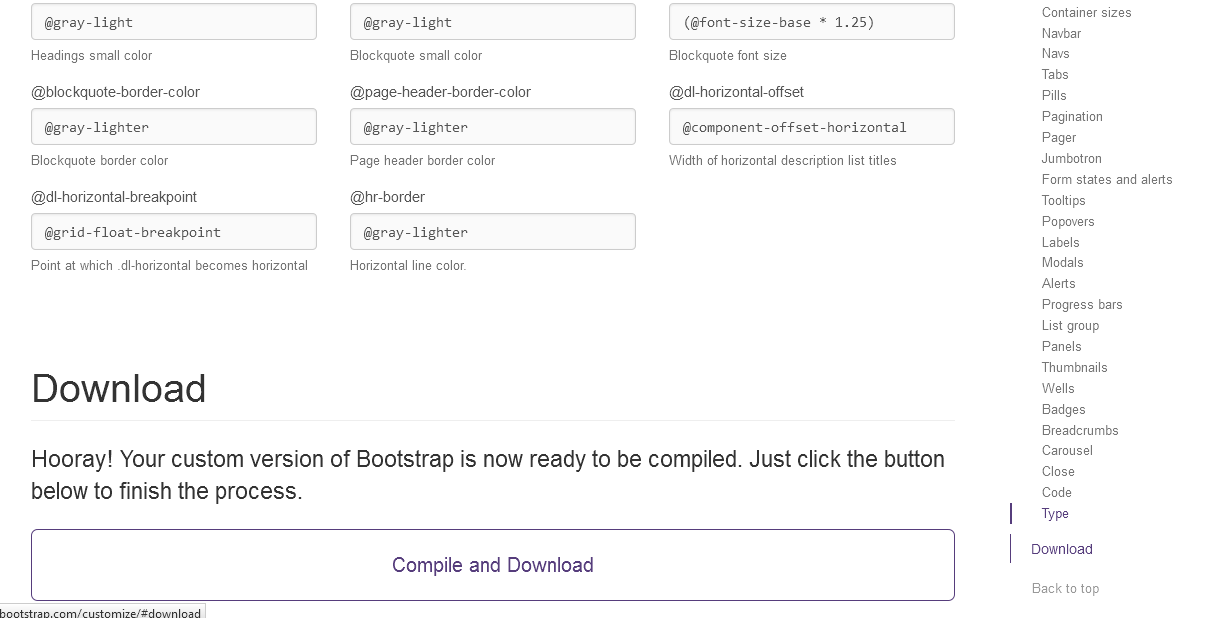 @gray-light
@gray-light
(@font-size-base * 1.25)
Headings small color
Blockquote small color
Blockquote font size
@blockquote-border-color
@page-header-border-color
@dl-horizontal-offset
@gray-lighter
@gray-lighter
@component-offset-horizontal
Blockquote border color
Page header border color
Width of horizontal description list titles
@dl-horizontal-breakpoint
@hr-border
@grid-float-breakpoint
@gray-lighter
Point at which .dl-horizontal becomes horizontal
Horizontal line color.
Download
Hooray! Your custom version of Bootstrap is now ready to be compiled. Just click the button
below to finish the process.
Compile and Download
bootstrap.com/customize/#download
Container sizes
Navbar
Navs
Tabs
Pills
Pagination
Pager
Jumbotron
Form states and alerts
Tooltips
Popovers
Labels
Modals
Alerts
Progress bars
List group
Panels
Thumbnails
Wells
Badges
Breadcrumbs
Carousel
Close
Code
Type
Download
Back to top